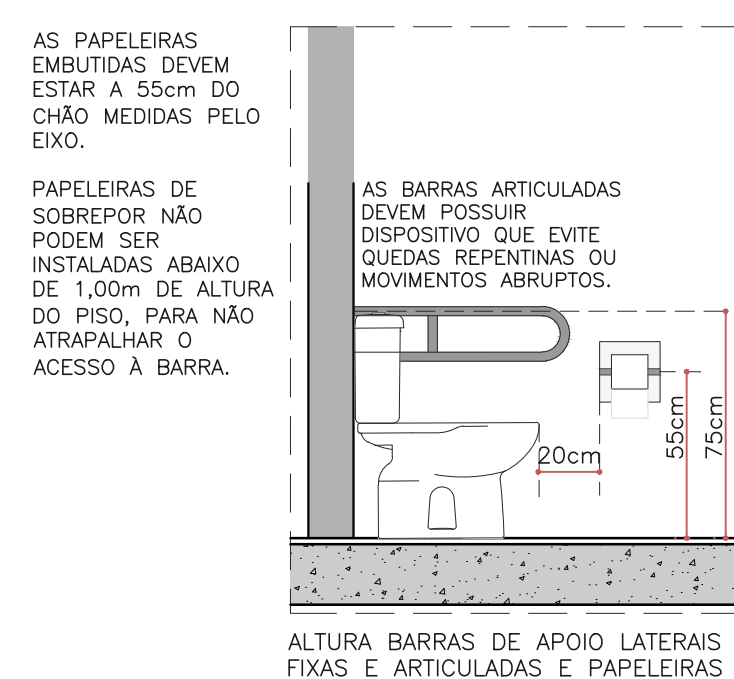 AS PAPELEIRAS
EMBUTIDAS DEVEM
ESTAR A 55cm DO
CHÃO MEDIDAS PELO
EIXO.
PAPELEIRAS DE
SOBREPOR NÃO
PODEM SER
INSTALADAS ABAIXO
DE 1,00m DE ALTURA
DO PISO, PARA NÃO
ATRAPALHAR O
ACESSO À BARRA.
AS BARRAS ARTICULADAS
DEVEM POSSUIR
DISPOSITIVO QUE EVITE
QUEDAS REPENTINAS OU
MOVIMENTOS ABRUPTOS.
20cm
55cm
75cm
ALTURA BARRAS DE APOIO LATERAIS
FIXAS E ARTICULADAS E PAPELEIRAS